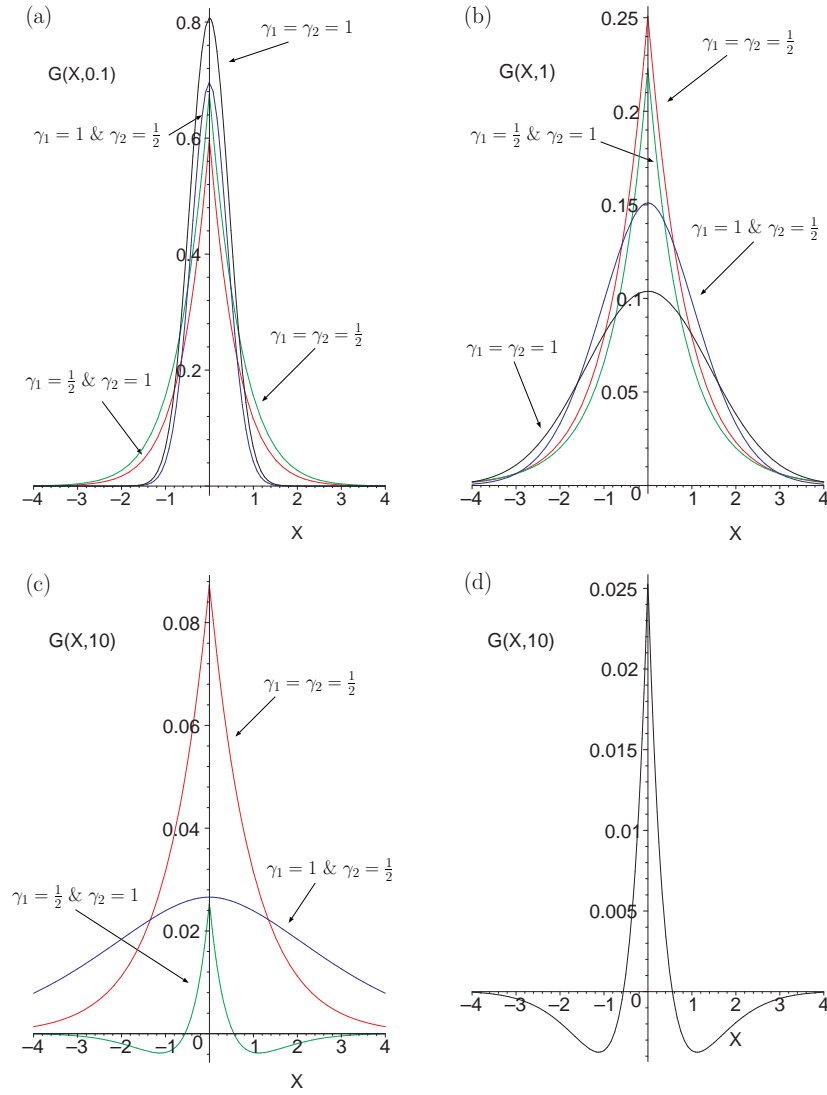 (a)
0.8
γ₁ = γ₂ = 1
G(X,0.1)
γ₁ = 1 & γ₂ = ½
0.6
0.4
γ₁ = γ₂ = ½
γ₁ = ½ & γ₂ = 1
0.2
–4 –3 –2 –1 0 1 2 3 4
X
(b)
0.25
γ₁ = γ₂ = ½
G(X,1)
0.2
γ₁ = ½ & γ₂ = 1
0.15
γ₁ = 1 & γ₂ = ½
0.1
γ₁ = γ₂ = 1
0.05
–4 –3 –2 –1 0 1 2 3 4
X
(c)
0.08
G(X,10)
γ₁ = γ₂ = ½
0.06
0.04
γ₁ = 1 & γ₂ = ½
γ₁ = ½ & γ₂ = 1
0.02
–4 –3 –2 –1 0 1 2 3 4
X
(d)
0.025
G(X,10)
0.02
0.015
0.01
0.005
–4 –3 –2 –1 0 1 2 3 4
X